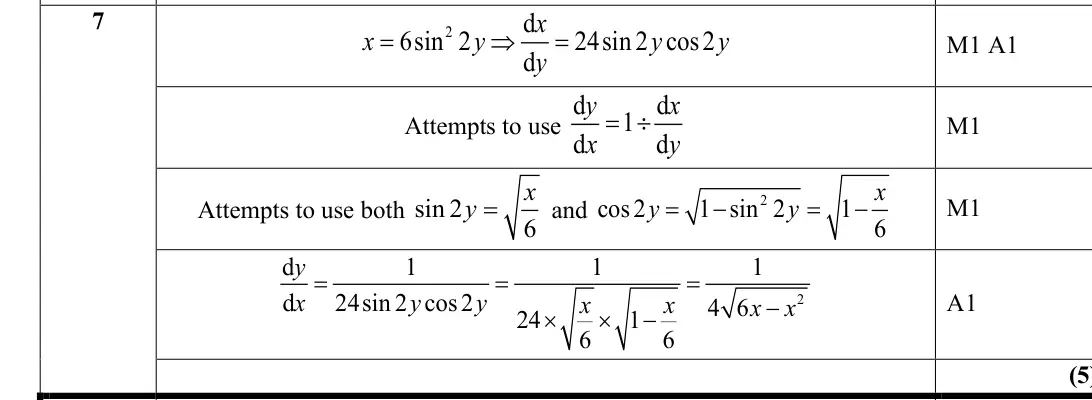 7
x = 6sin² 2y ⇒ dx/dy = 24sin 2y cos 2y M1 A1
Attempts to use dy/dx = 1 ÷ dx/dy M1
Attempts to use both sin 2y = √(x/6) and cos 2y = √(1 − sin² 2y) = √(1 − x/6) M1
dy/dx = 1/(24sin 2y cos 2y) = 1/(24 × √(x/6) × √(1 − x/6)) = 1/(4√(6x − x²)) A1
(5)